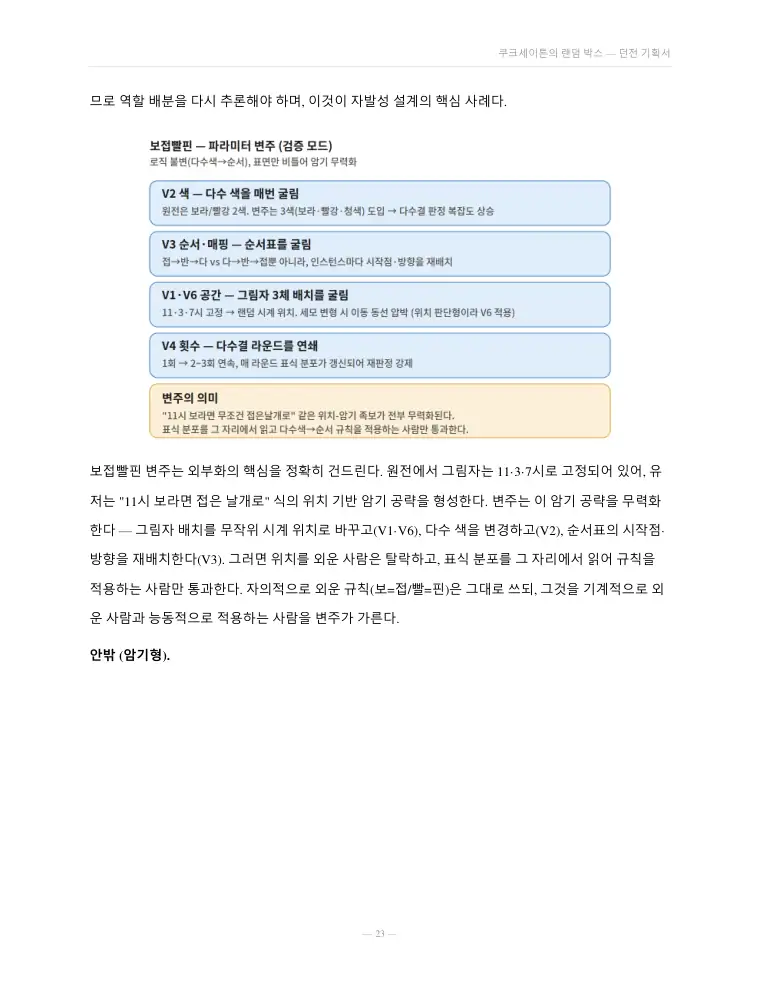 쿠크세이튼의 랜덤 박스 — 던전 기획서
므로 역할 배분을 다시 추론해야 하며, 이것이 자발성 설계의 핵심 사례다.
보접빨핀 — 파라미터 변주 (검증 모드)
로직 불변(다수색→순서), 표면만 비틀어 암기 무력화
V2 색 — 다수 색을 매번 굴림
원전은 보라/빨강 2색. 변주는 3색(보라·빨강·청색) 도입 → 다수결 판정 복잡도 상승
V3 순서·매핑 — 순서표를 굴림
접→반→다 vs 다→반→접뿐 아니라, 인스턴스마다 시작점·방향을 재배치
V1·V6 공간 — 그림자 3체 배치를 굴림
11·3·7시 고정 → 랜덤 시계 위치. 세모 변형 시 이동 동선 압박 (위치 판단형이라 V6 적용)
V4 횟수 — 다수결 라운드를 연쇄
1회 → 2~3회 연속, 매 라운드 표식 분포가 갱신되어 재판정 강제
변주의 의미
"11시 보라면 무조건 접은날개로" 같은 위치-암기 족보가 전부 무력화된다.
표식 분포를 그 자리에서 읽고 다수색→순서 규칙을 적용하는 사람만 통과한다.
보접빨핀 변주는 외부화의 핵심을 정확히 건드린다. 원전에서 그림자는 11·3·7시로 고정되어 있어, 유
저는 "11시 보라면 접은 날개로" 식의 위치 기반 암기 공략을 형성한다. 변주는 이 암기 공략을 무력화
한다 — 그림자 배치를 무작위 시계 위치로 바꾸고(V1·V6), 다수 색을 변경하고(V2), 순서표의 시작점·
방향을 재배치한다(V3). 그러면 위치를 외운 사람은 탈락하고, 표식 분포를 그 자리에서 읽어 규칙을
적용하는 사람만 통과한다. 자의적으로 외운 규칙(보=접/빨=핀)은 그대로 쓰되, 그것을 기계적으로 외
운 사람과 능동적으로 적용하는 사람을 변주가 가른다.
안밖 (암기형).
— 23 —